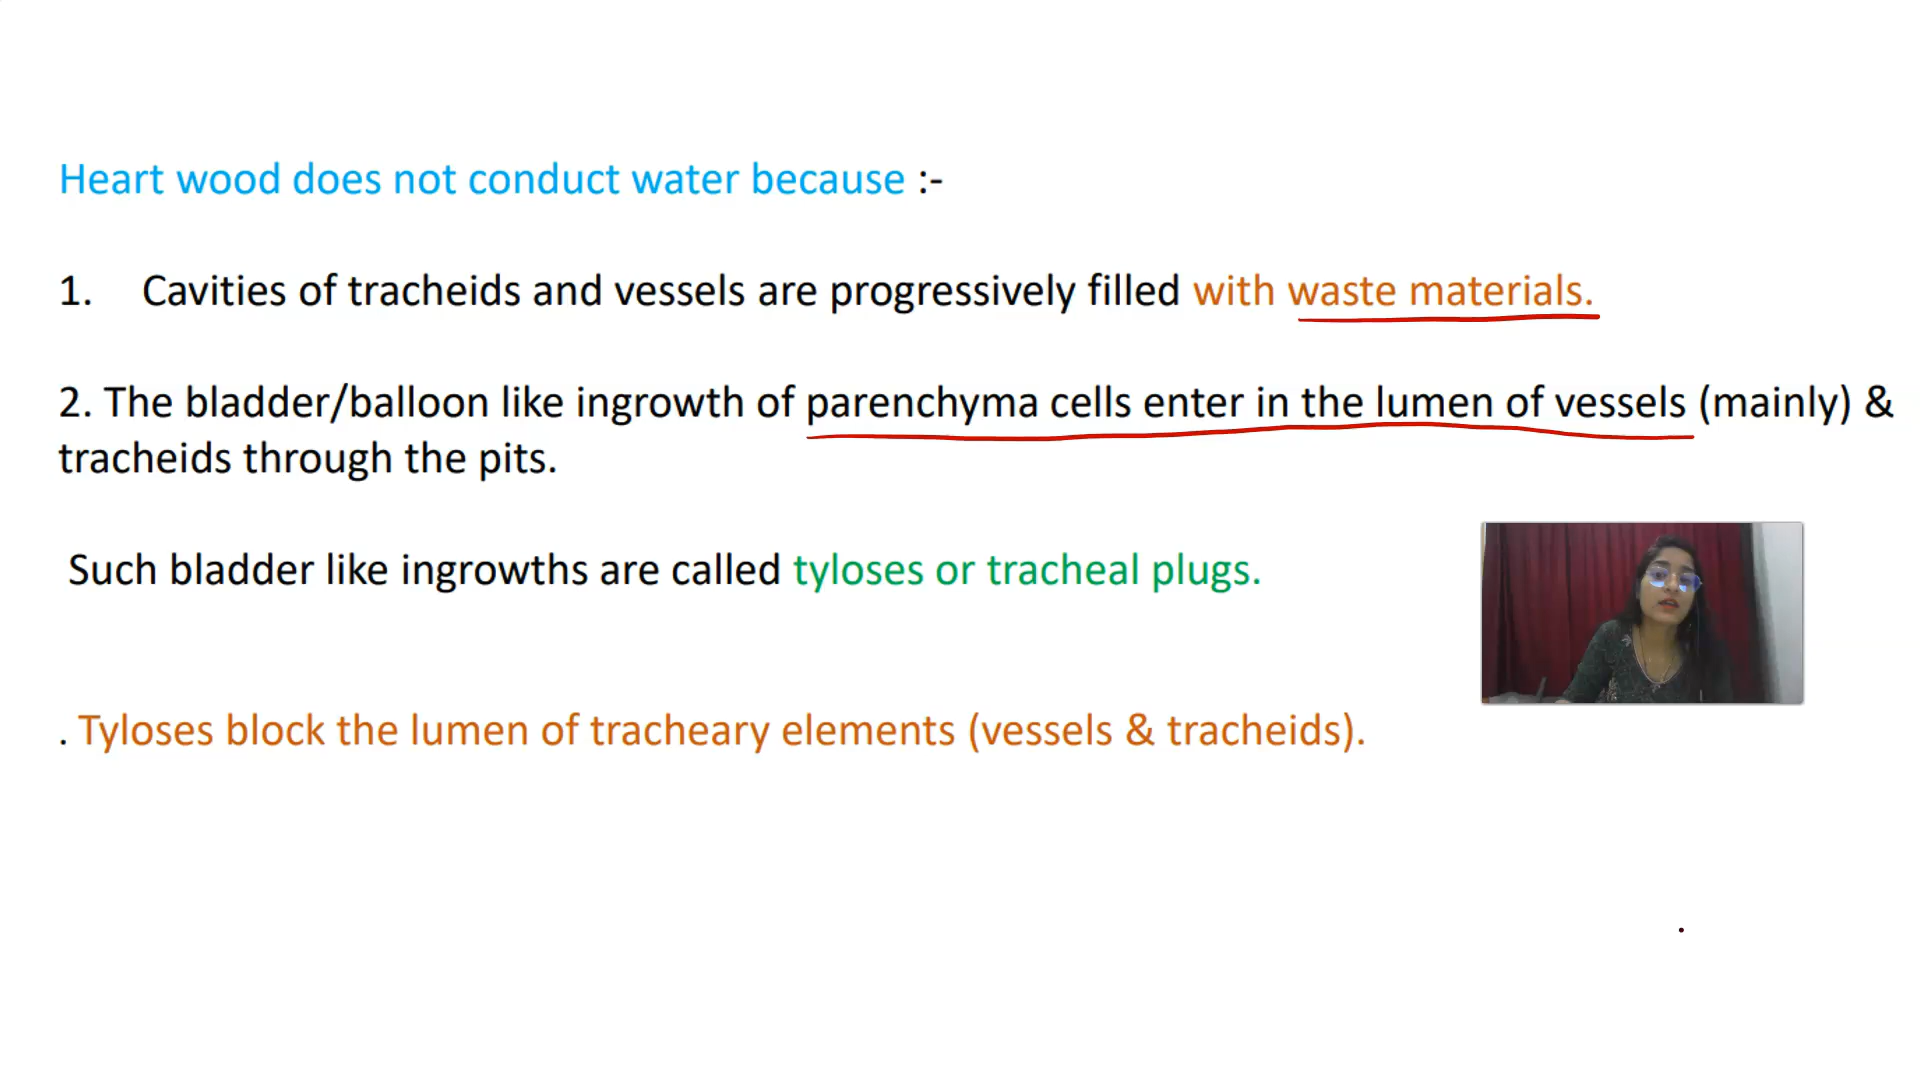 Heart wood does not conduct water because :-
1. Cavities of tracheids and vessels are progressively filled with waste materials.
2. The bladder/balloon like ingrowth of parenchyma cells enter in the lumen of vessels (mainly) &
tracheids through the pits.
Such bladder like ingrowths are called tyloses or tracheal plugs.
. Tyloses block the lumen of tracheary elements (vessels & tracheids).